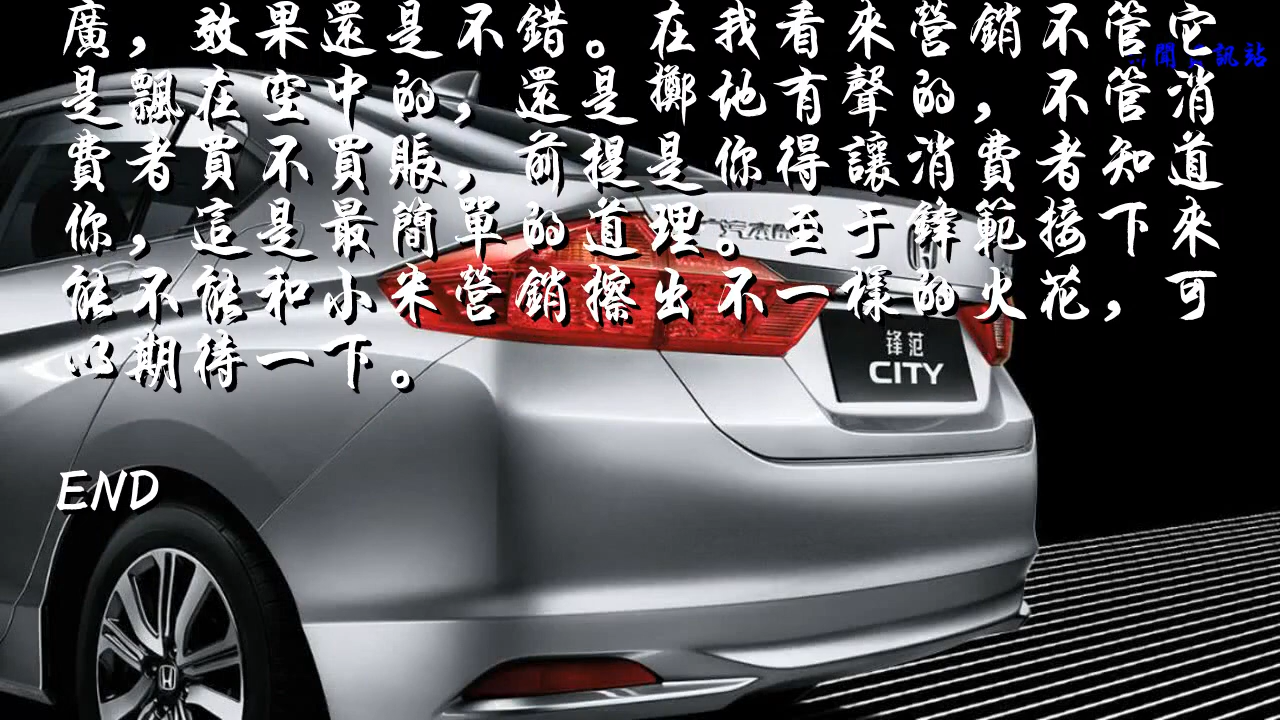 廣，效果還是不錯。在我看來營銷不管它
聞 訊站
是飄在空中的，還是擲地有聲的，不管消
費者買不買賬，前提是你得讓消費者知道
你，這是最簡單的道理。至于鋒範接下來
能不能和小米營銷擦出不一樣的火花，可
以期待一下。
锋范
CITY
END